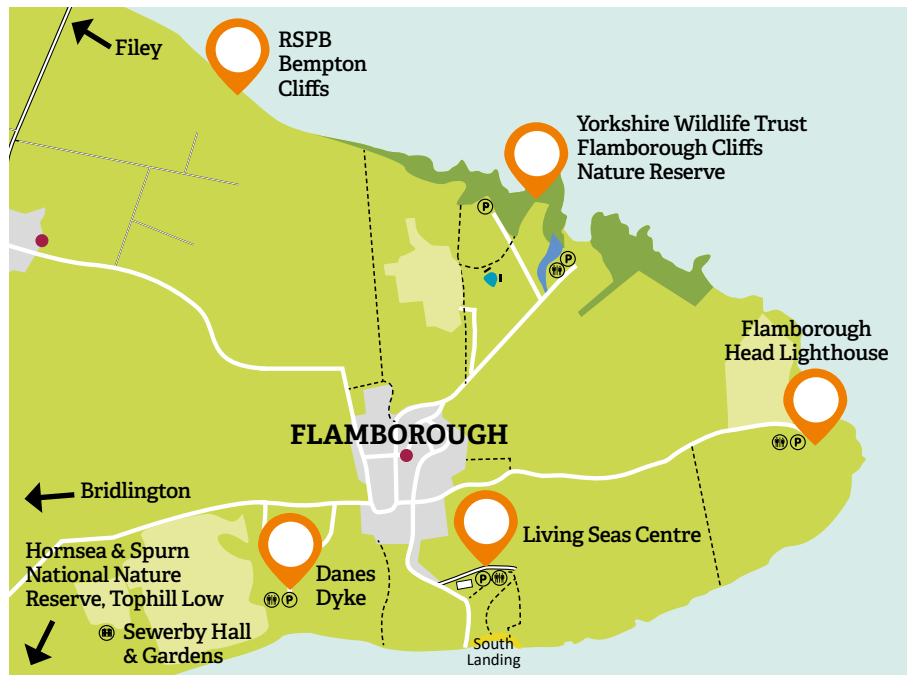 Filey
RSPB
Bempton
Cliffs
Yorkshire Wildlife Trust
Flamborough Cliffs
Nature Reserve
P
P
Flamborough
Head Lighthouse
FLAMBOROUGH
P
Bridlington
Living Seas Centre
Hornsea & Spurn
National Nature
Reserve, Tophill Low
Danes
Dyke
P
P
Sewerby Hall
& Gardens
South
Landing